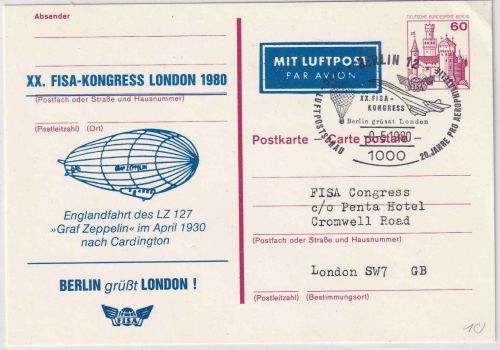 Absender
XX. FISA-KONGRESS LONDON 1980
(Postfach oder Straße und Hausnummer)
(Postleitzahl) (Ort)
GRAF ZEPPELIN
Englandfahrt des LZ 127
»Graf Zeppelin« im April 1930
nach Cardington
BERLIN grüßt LONDON !
FISA
MIT LUFTPOST
PAR AVION
DEUTSCHE BUNDESPOST BERLIN
60
BERLIN 12
XX. FISA-
KONGRESS
Berlin grüsst London
LUFTPOSTSCHAU
20. JAHRE PRO AEROPHILATELIE
5.1980
1000
Postkarte – Carte postale
FISA Congress
c/o Penta Hotel
Cromwell Road
(Postfach oder Straße und Hausnummer)
London SW7 GB
(Postleitzahl) (Bestimmungsort)